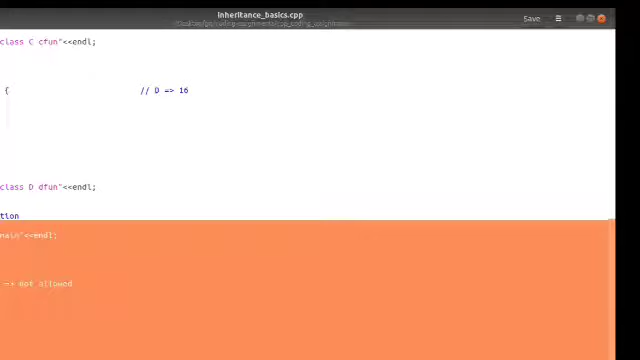 Inheritance_basics.cpp
Save
class C cfun"<<endl;
{ // D => 16
class D dfun"<<endl;
tion
main"<<endl;
--> not allowed